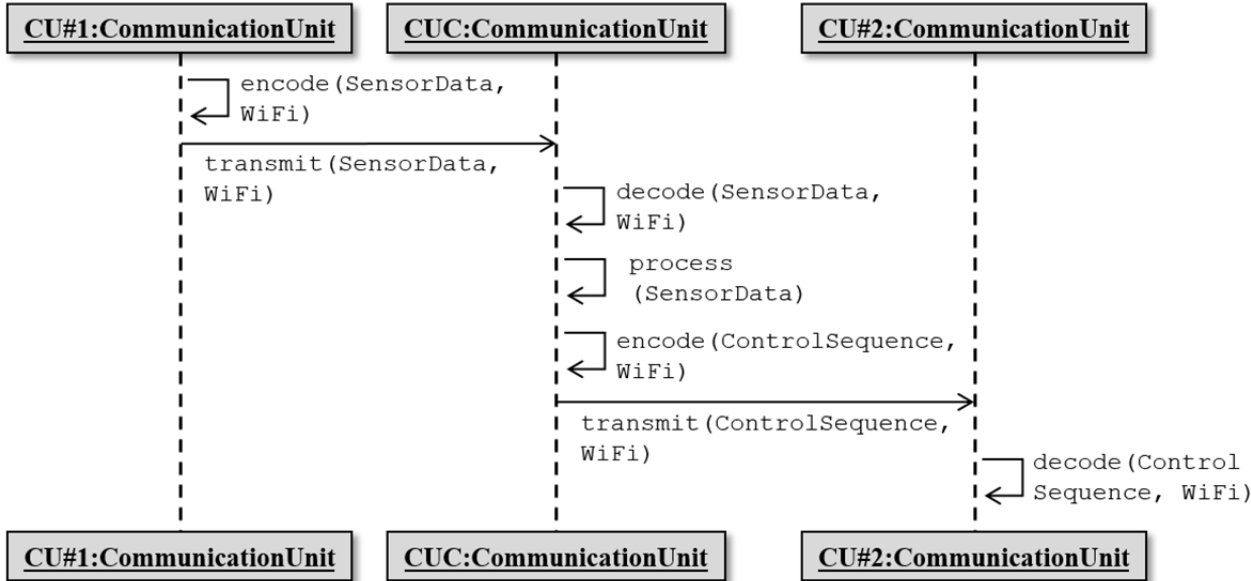 CU#1:CommunicationUnit
CUC:CommunicationUnit
CU#2:CommunicationUnit
encode(SensorData,
WiFi)
transmit(SensorData,
WiFi)
decode(SensorData,
WiFi)
process
(SensorData)
encode(ControlSequence,
WiFi)
transmit(ControlSequence,
WiFi)
decode(Control
Sequence, WiFi)
CU#1:CommunicationUnit
CUC:CommunicationUnit
CU#2:CommunicationUnit